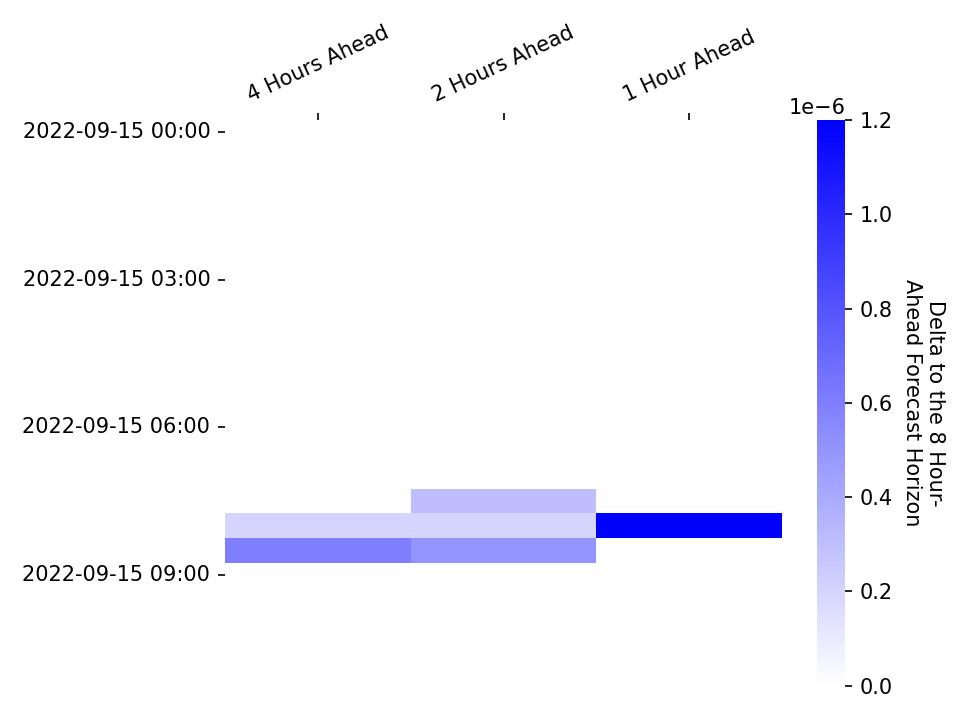 4 Hours Ahead
2 Hours Ahead
1 Hour Ahead
1e−6
2022-09-15 00:00
2022-09-15 03:00
2022-09-15 06:00
2022-09-15 09:00
1.2
1.0
0.8
0.6
0.4
0.2
0.0
Delta to the 8 Hour-
Ahead Forecast Horizon